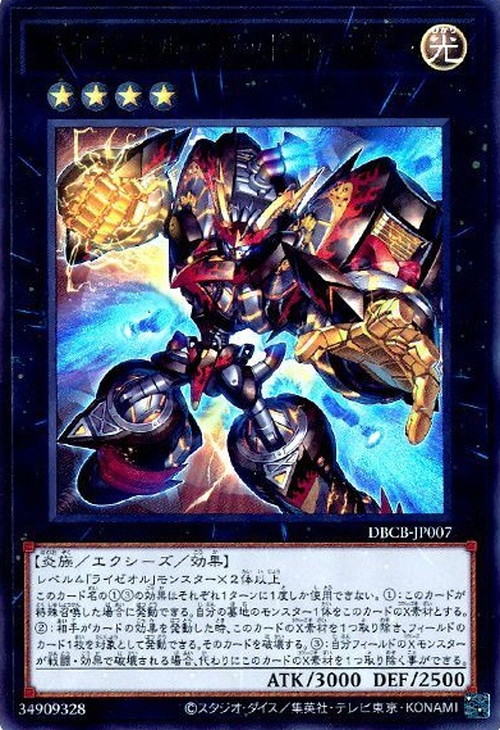 光
DBCB-JP007
【炎族／エクシーズ／効果】
レベル4「ライゼオル」モンスター×２体以上
このカード名の①③の効果はそれぞれ１ターンに１度しか使用できない。①：このカードが
特殊召喚した場合に発動できる。自分の墓地のモンスター１体をこのカードのX素材とする。
②：相手がカードの効果を発動した時、このカードのX素材を１つ取り除き、フィールドの
カード１枚を対象として発動できる。そのカードを破壊する。③：自分フィールドのXモンスター
が戦闘・効果で破壊される場合、代わりにこのカードのX素材を１つ取り除く事ができる。
ATK/3000 DEF/2500
34909328
©スタジオ・ダイス／集英社・テレビ東京・KONAMI